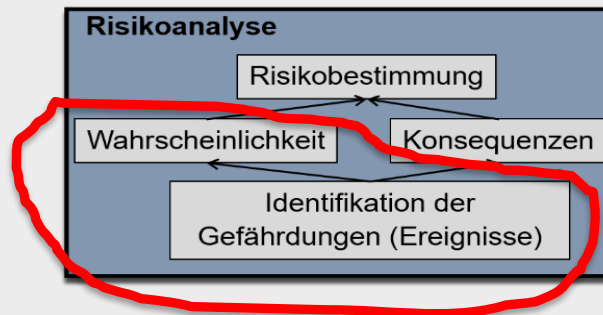 Risikoanalyse
Risikobestimmung
Wahrscheinlichkeit
Konsequenzen
Identifikation der
Gefährdungen (Ereignisse)